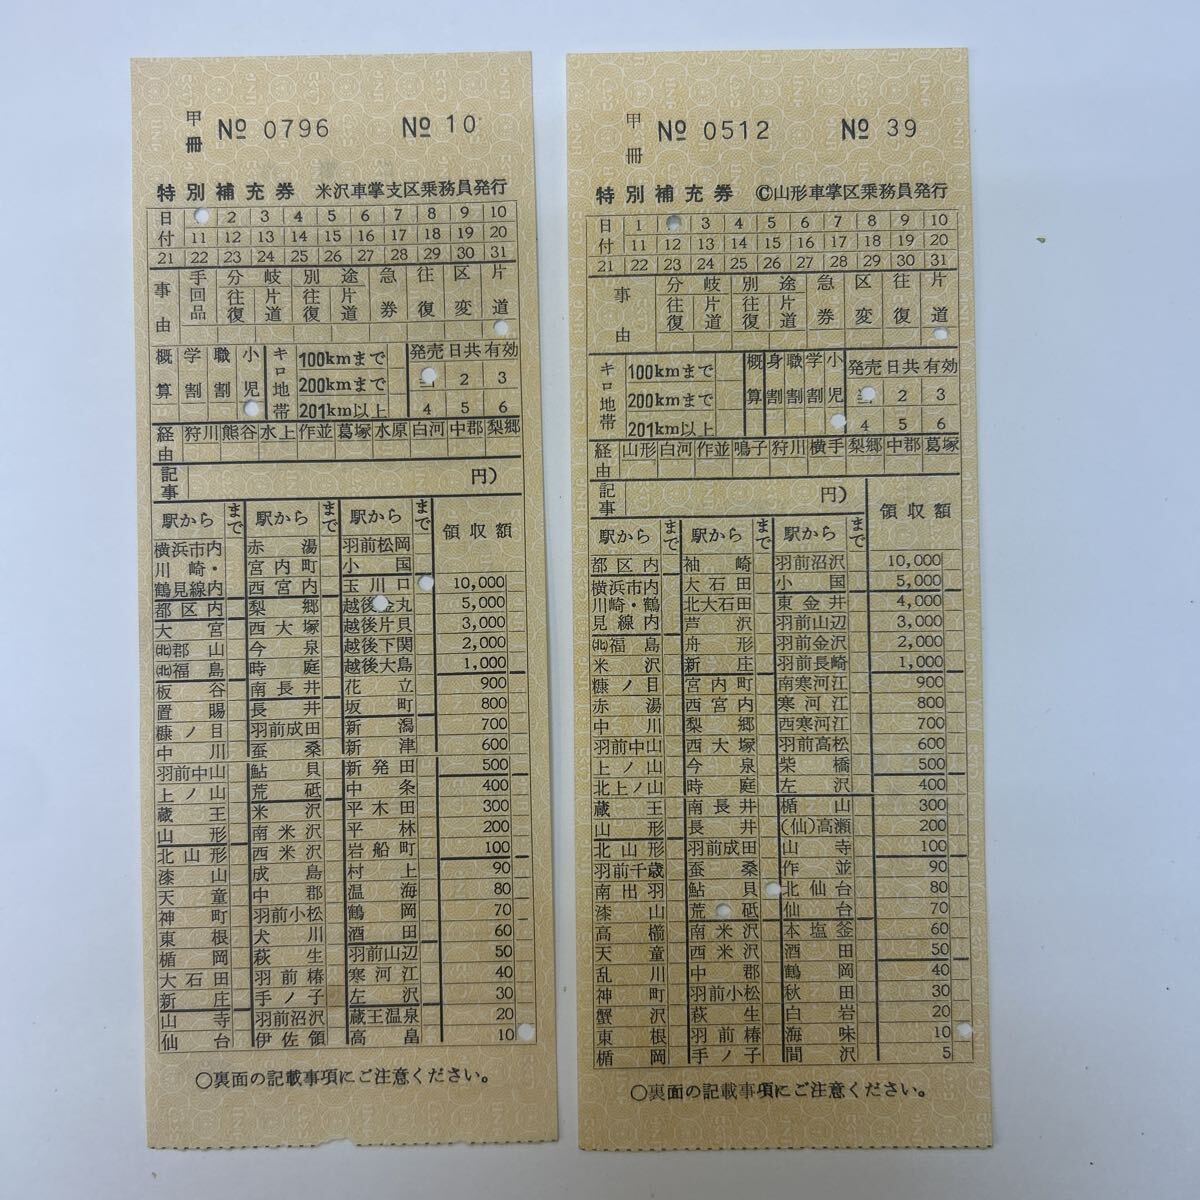 甲冊 № 0796 № 10
特別補充券 米沢車掌支区乗務員発行
日付
2 3 4 5 6 7 8 9 10
11 12 13 14 15 16 17 18 19 20
21 22 23 24 25 26 27 28 29 30 31
事由 手回品 分岐 別途 急券 往復 区変 片道
往復 片道 往復 片道
概算 学割 職割 小児 キロ地帯 100kmまで 200kmまで 201km以上
発売日共有効
2 3
4 5 6
経由 狩川 熊谷 水上 作並 葛塚 水原 白河 中郡 梨郷
記事 円)
駅から まで 駅から まで 駅から まで 領収額
横浜市内 赤湯 羽前松岡
川崎・ 宮内町 小国
鶴見線内 西宮内 玉川口 10,000
都区内 梨郷 越後金丸 5,000
大宮 西大塚 越後片貝 3,000
㈫郡山 今泉 越後下関 2,000
㈫福島 時庭 越後大島 1,000
板谷 南長井 花立 900
置賜 長井 坂町 800
糠ノ目 羽前成田 新潟 700
中川 蚕桑 新津 600
羽前中山 鮎貝 新発田 500
上ノ山 荒砥 中条 400
蔵王 米沢 平木田 300
山形 南米沢 平林 200
北山形 西米沢 岩船町 100
漆山 成島 村上 90
天童 中郡 温海 80
神町 羽前小松 鶴岡 70
東根 犬川 酒田 60
楯岡 萩生 羽前山辺 50
大石田 羽前椿 寒河江 40
新庄 手ノ子 左沢 30
山寺 羽前沼沢 蔵王温泉 20
仙台 伊佐領 高畠 10
○裏面の記載事項にご注意ください。
甲冊 № 0512 № 39
特別補充券 ©山形車掌区乗務員発行
日付
1 3 4 5 6 7 8 9 10
11 12 13 14 15 16 17 18 19 20
21 22 23 24 25 26 27 28 29 30 31
事由 分岐 別途 急券 区変 往復 片道
往復 片道 往復 片道
キロ地帯 100kmまで 200kmまで 201km以上 概算 身割 職割 学割 小児
発売日共有効
2 3
4 5 6
経由 山形 白河 作並 鳴子 狩川 横手 梨郷 中郡 葛塚
記事 円) 領収額
駅から まで 駅から まで 駅から まで
都区内 袖崎 羽前沼沢 10,000
横浜市内 大石田 小国 5,000
川崎・鶴 北大石田 東金井 4,000
見線内 芦沢 羽前山辺 3,000
㈫福島 舟形 羽前金沢 2,000
米沢 新庄 羽前長崎 1,000
糠ノ目 宮内町 南寒河江 900
赤湯 西宮内 寒河江 800
中川 梨郷 西寒河江 700
羽前中山 西大塚 羽前高松 600
上ノ山 今泉 柴橋 500
北上ノ山 時庭 左沢 400
蔵王 南長井 楯山 300
山形 長井 (仙)高瀬 200
北山形 羽前成田 山寺 100
羽前千歳 蚕桑 作並 90
南出羽 鮎貝 北仙台 80
漆山 荒砥 仙台 70
高擶 南米沢 本塩釜 60
天童 西米沢 酒田 50
乱川 中郡 鶴岡 40
神町 羽前小松 秋田 30
蟹沢 萩生 白岩 20
東根 羽前椿 海味 10
楯岡 手ノ子 間沢 5
○裏面の記載事項にご注意ください。